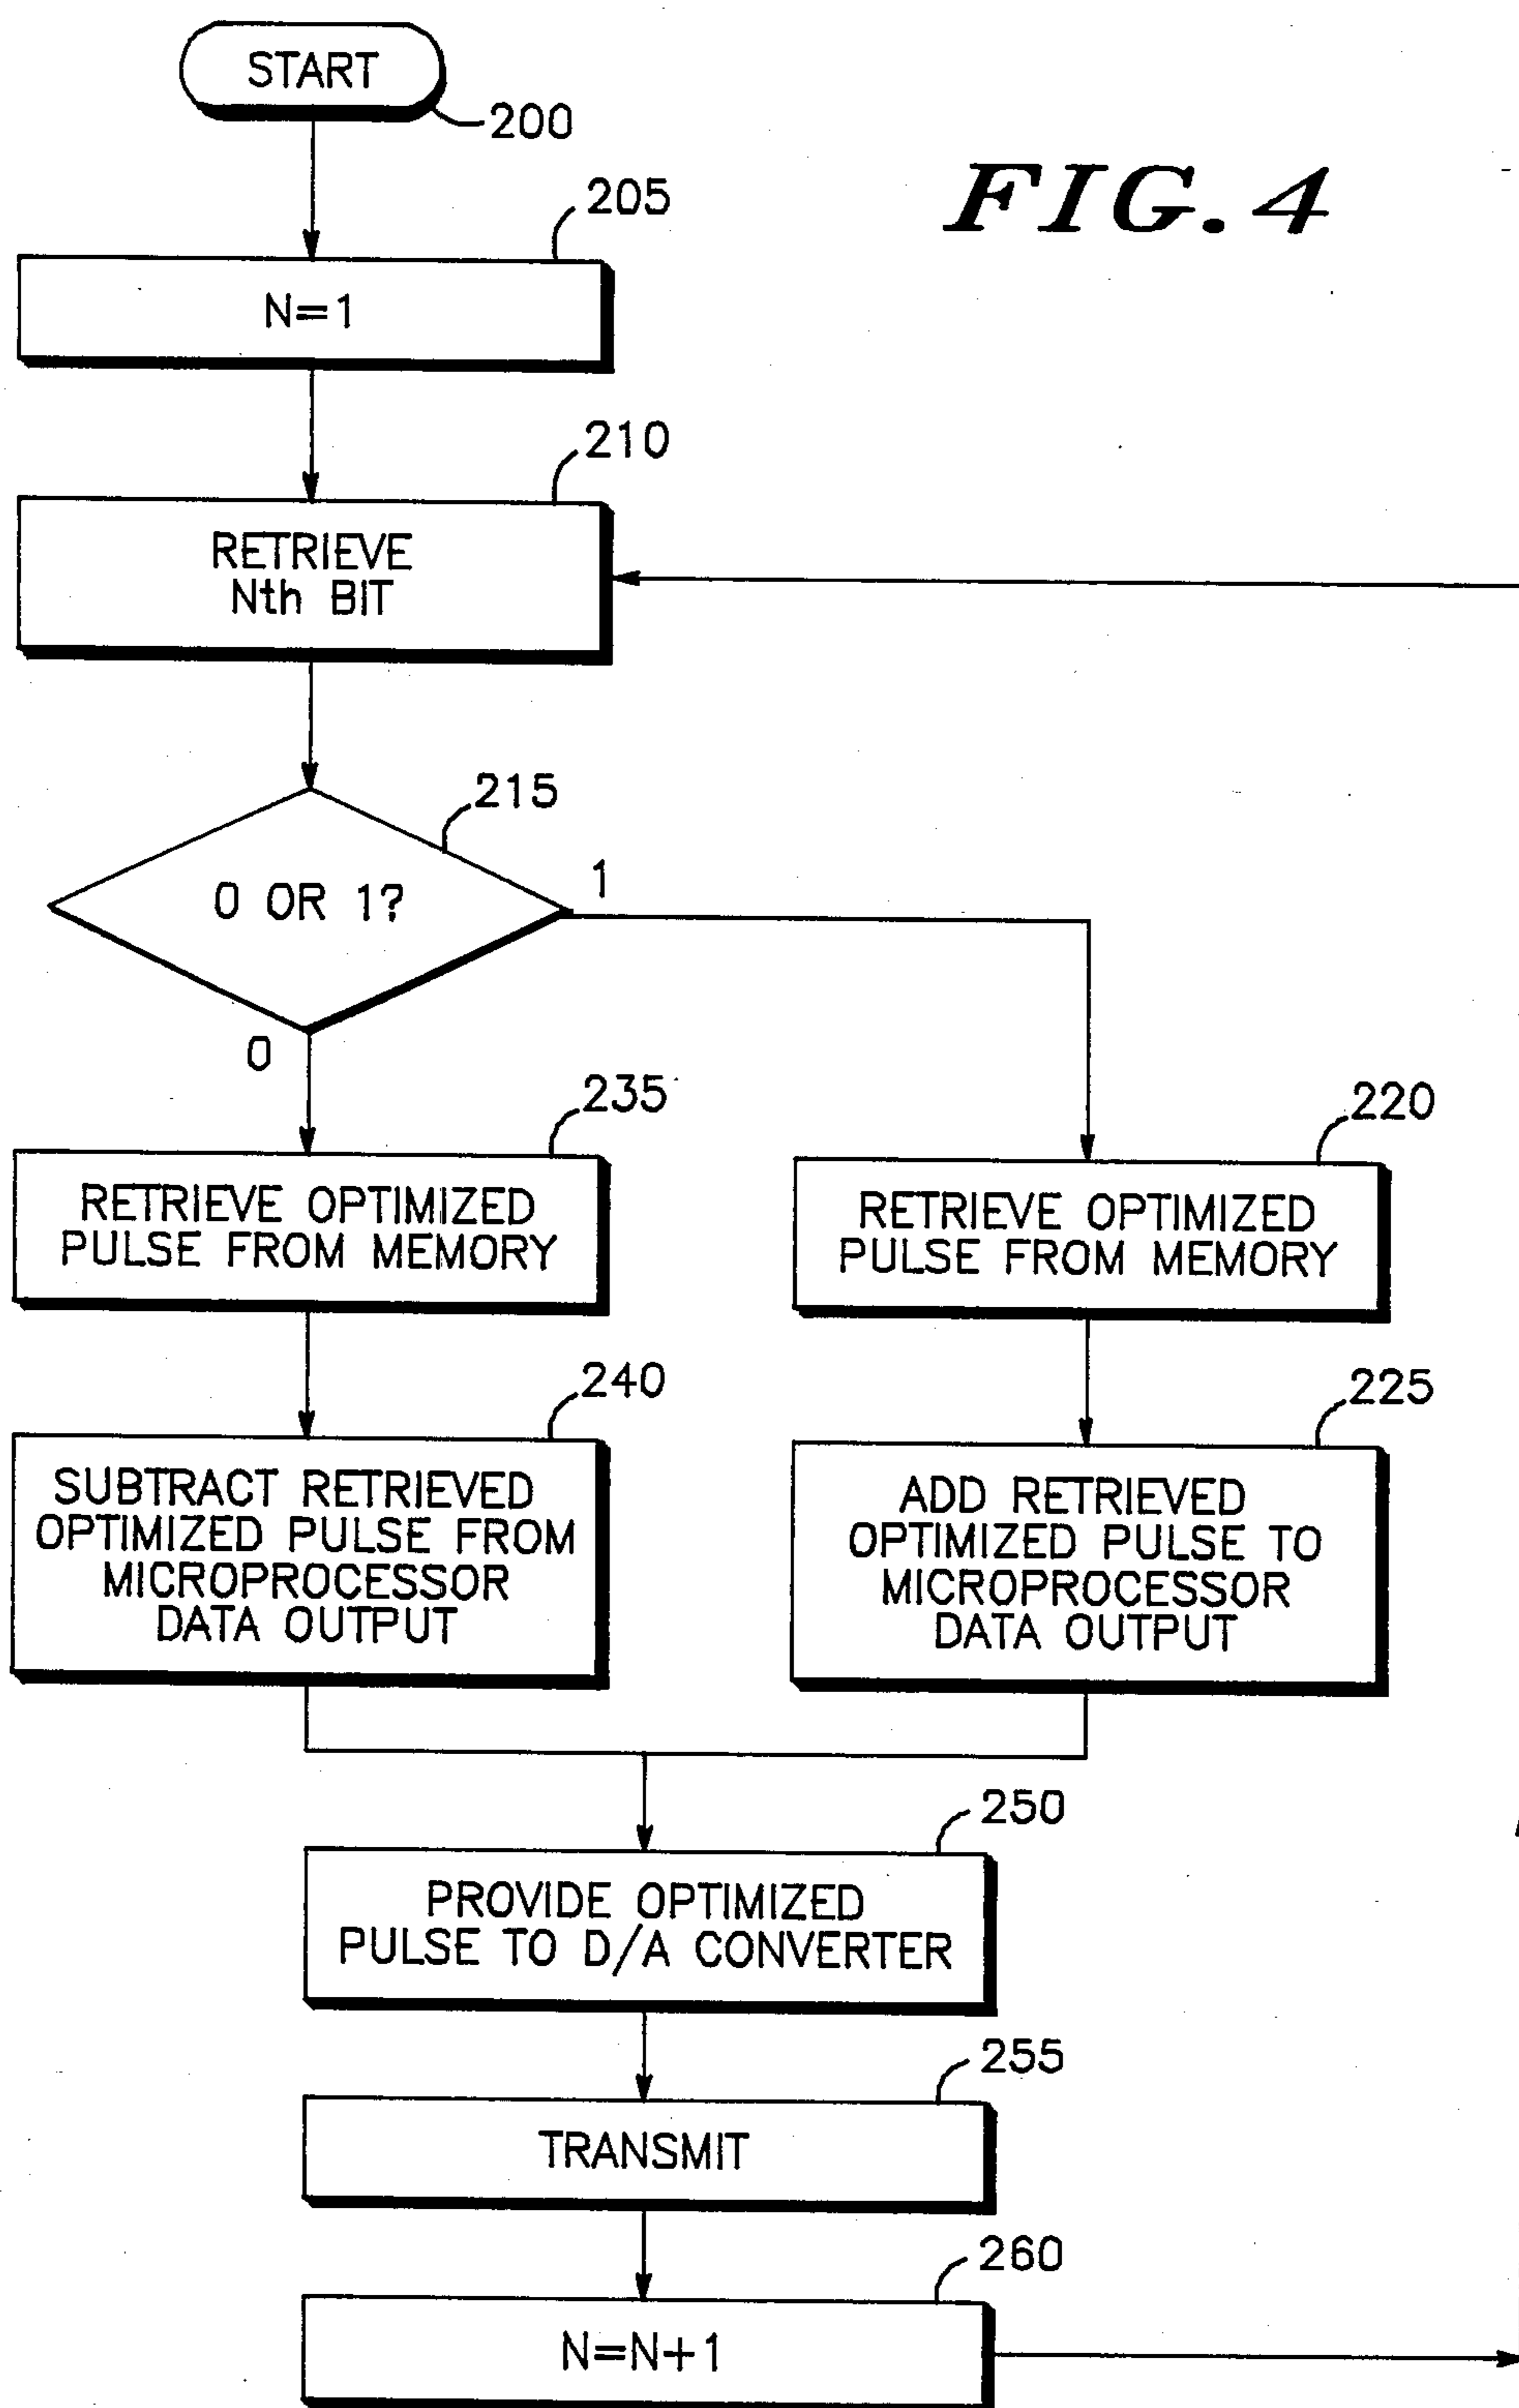 START
200
FIG. 4
205
N=1
210
RETRIEVE
Nth BIT
215
0 OR 1?
1
0
235
RETRIEVE OPTIMIZED
PULSE FROM MEMORY
220
RETRIEVE OPTIMIZED
PULSE FROM MEMORY
240
SUBTRACT RETRIEVED
OPTIMIZED PULSE FROM
MICROPROCESSOR
DATA OUTPUT
225
ADD RETRIEVED
OPTIMIZED PULSE TO
MICROPROCESSOR
DATA OUTPUT
250
PROVIDE OPTIMIZED
PULSE TO D/A CONVERTER
255
TRANSMIT
260
N=N+1